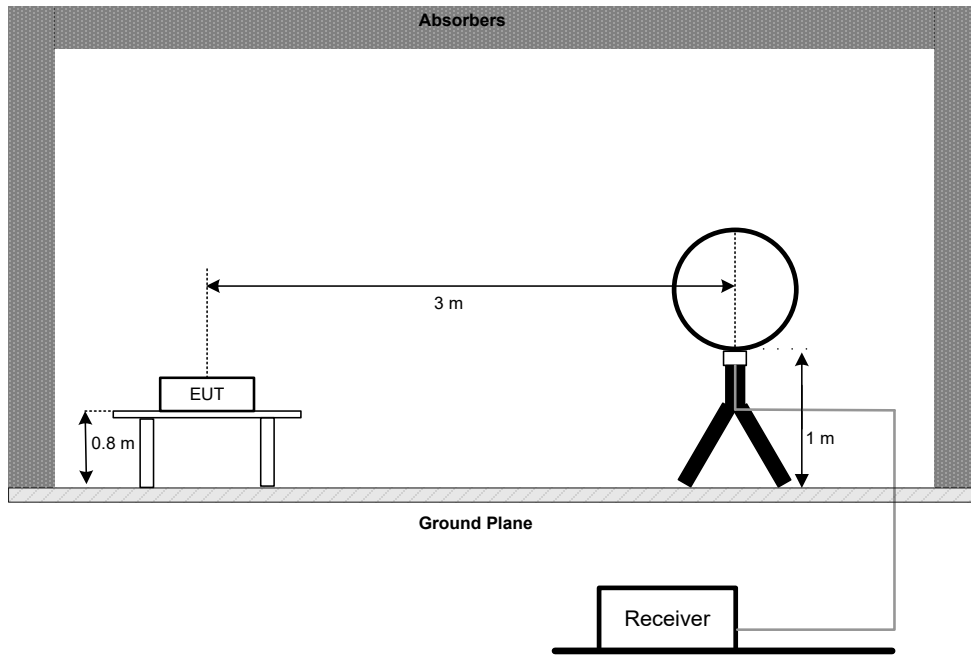 Absorbers
3 m
EUT
0.8 m
1 m
Ground Plane
Receiver